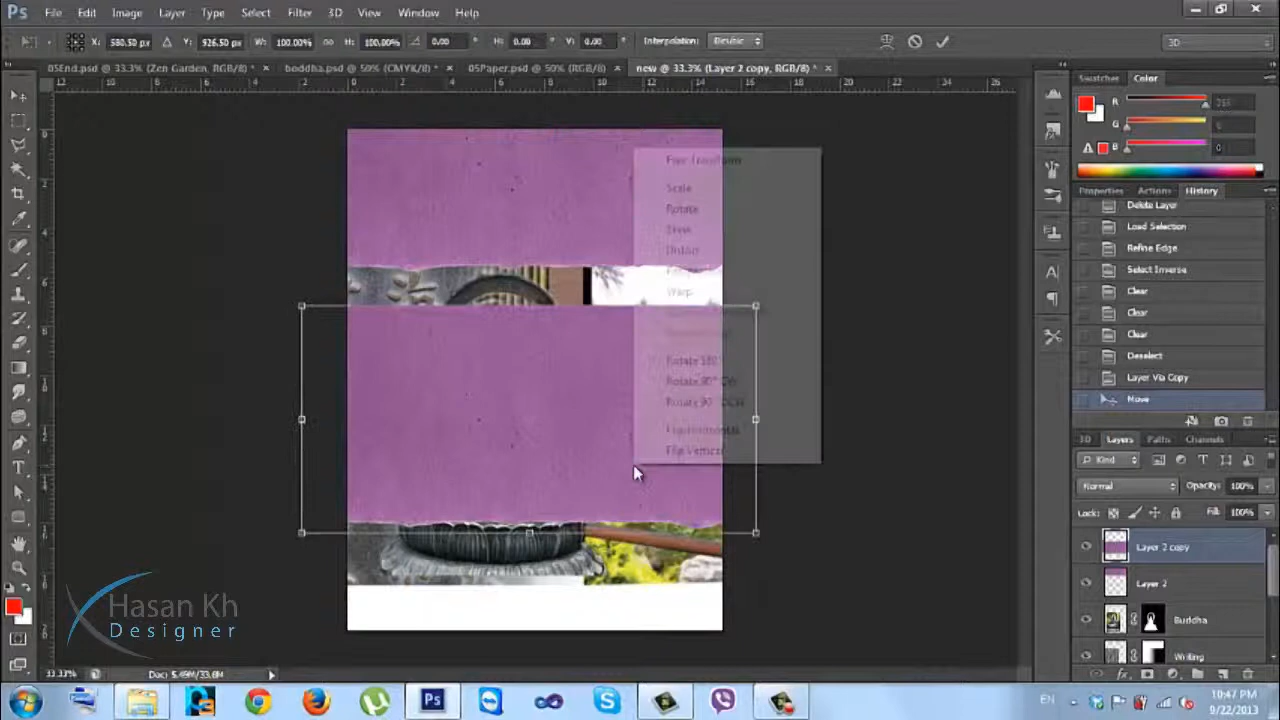 Ps File Edit Image Layer Type Select Filter 3D View Window Help
X: 580.50 px Y: 926.50 px W: 100.00% H: 100.00% 0.00 ° H: 0.00 ° V: 0.00 ° Interpolation: Bicubic 3D
05End.psd @ 33.3% (Zen Garden, RGB/8) * × boddha.psd @ 50% (CMYK/8) * × 05Paper.psd @ 50% (RGB/8) × new @ 33.3% (Layer 2 copy, RGB/8) * ×
Swatches Color
R
G
B 0
Properties Actions History
Delete Layer
Load Selection
Refine Edge
Select Inverse
Clear
Clear
Clear
Deselect
Layer Via Copy
Move
Free Transform
Scale
Rotate
Skew
Distort
Warp
Rotate 180°
Rotate 90° CW
Rotate 90° CCW
Flip Horizontal
Flip Vertical
3D Layers Paths Channels
Kind
Normal Opacity: 100%
Lock: Fill: 100%
Layer 2 copy
Layer 2
Buddha
Writing
Hasan Kh
Designer
33.33% Doc: 5.49M/33.8M
EN 10:47 PM
9/22/2013